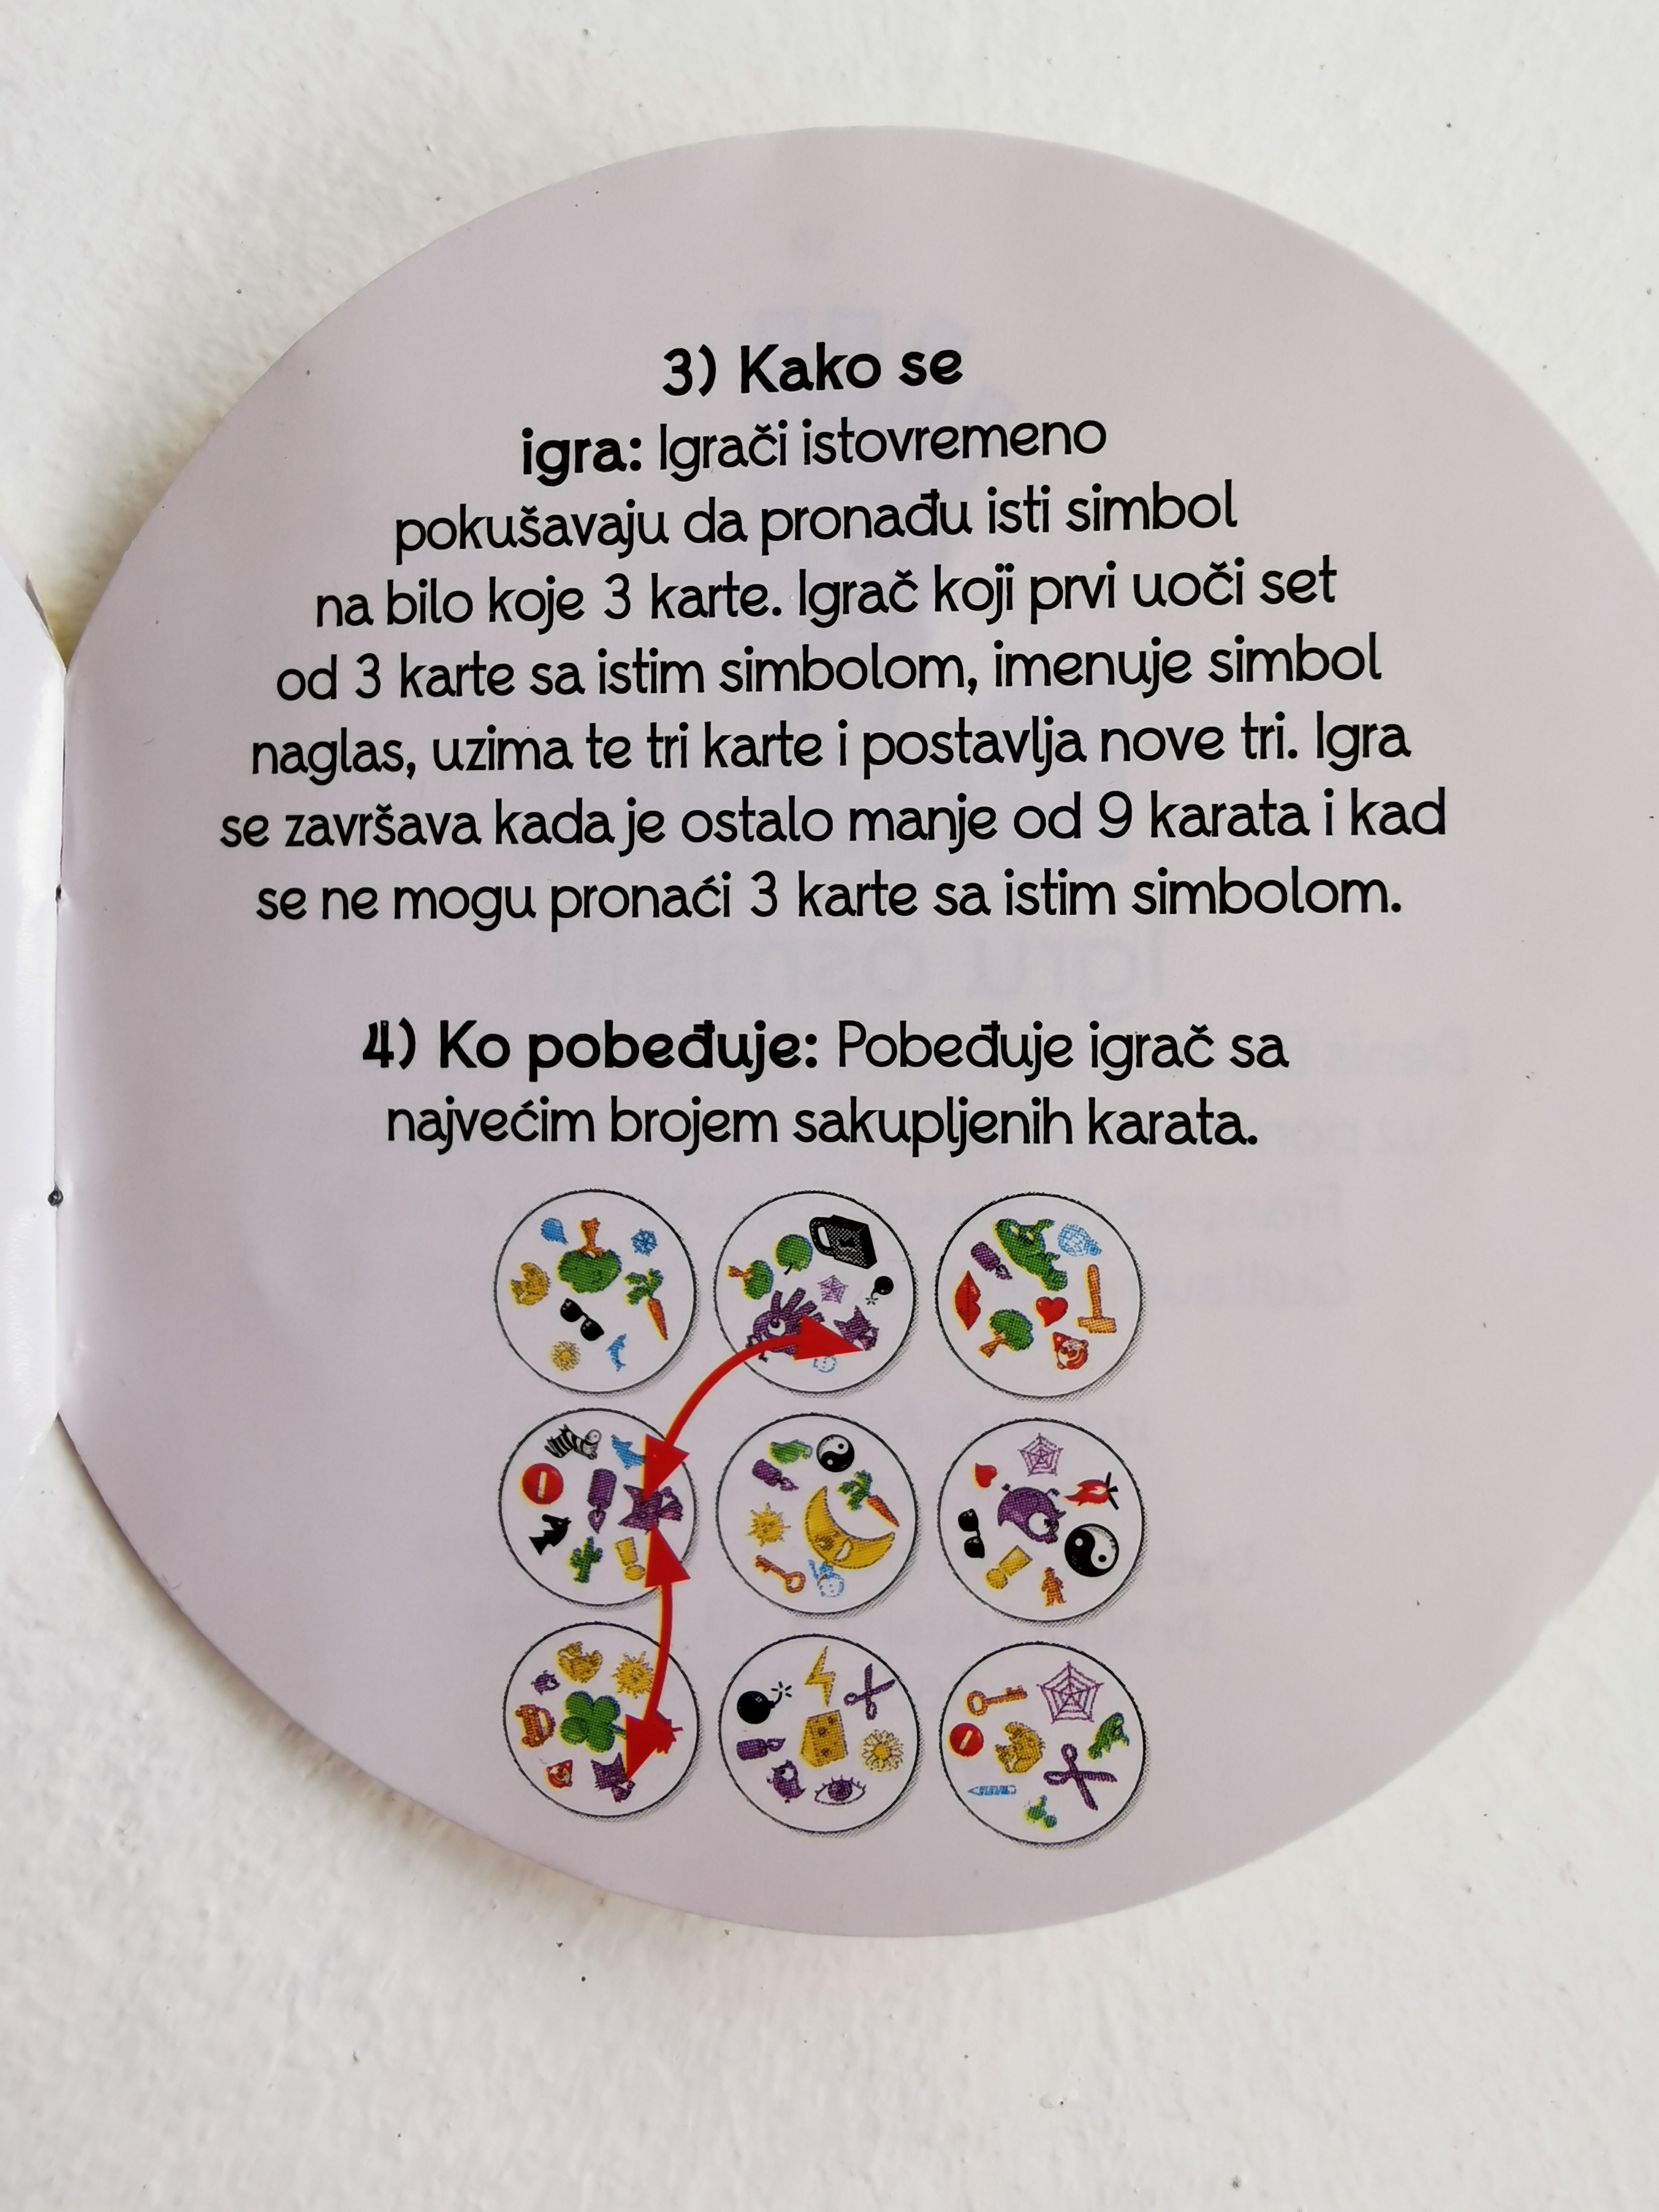 3) Kako se
igra: Igrači istovremeno
pokušavaju da pronađu isti simbol
na bilo koje 3 karte. Igrač koji prvi uoči set
od 3 karte sa istim simbolom, imenuje simbol
naglas, uzima te tri karte i postavlja nove tri. Igra
se završava kada je ostalo manje od 9 karata i kad
se ne mogu pronaći 3 karte sa istim simbolom.
4) Ko pobeđuje: Pobeđuje igrač sa
najvećim brojem sakupljenih karata.